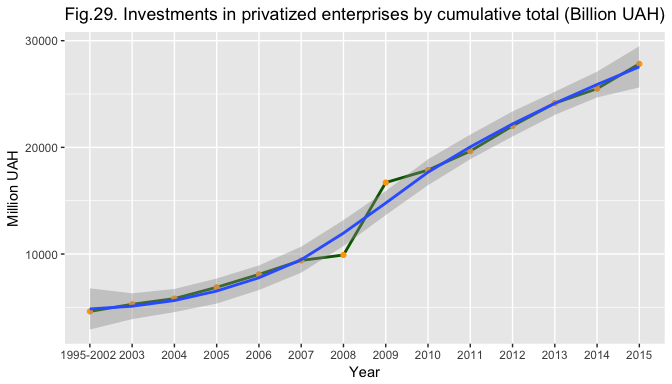 Fig.29. Investments in privatized enterprises by cumulative total (Billion UAH)
30000
20000
10000
Million UAH
1995-2002 2003 2004 2005 2006 2007 2008 2009 2010 2011 2012 2013 2014 2015
Year